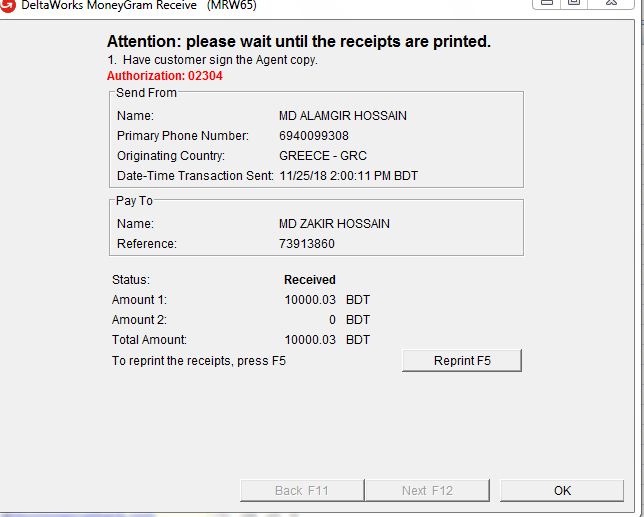 DeltaWorks MoneyGram Receive (MRW65)
Attention: please wait until the receipts are printed.
1. Have customer sign the Agent copy.
Authorization: 02304
Send From
Name: MD ALAMGIR HOSSAIN
Primary Phone Number: 6940099308
Originating Country: GREECE - GRC
Date-Time Transaction Sent: 11/25/18 2:00:11 PM BDT
Pay To
Name: MD ZAKIR HOSSAIN
Reference: 73913860
Status: Received
Amount 1: 10000.03 BDT
Amount 2: 0 BDT
Total Amount: 10000.03 BDT
To reprint the receipts, press F5 Reprint F5
Back F11 Next F12 OK